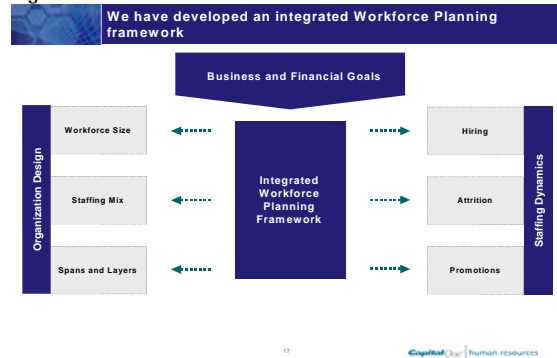 We have developed an integrated Workforce Planning
framework
Business and Financial Goals
Organization Design
Workforce Size
Staffing Mix
Spans and Layers
Integrated
Workforce
Planning
Framework
Hiring
Attrition
Promotions
Staffing Dynamics
17
CapitalOne human resources